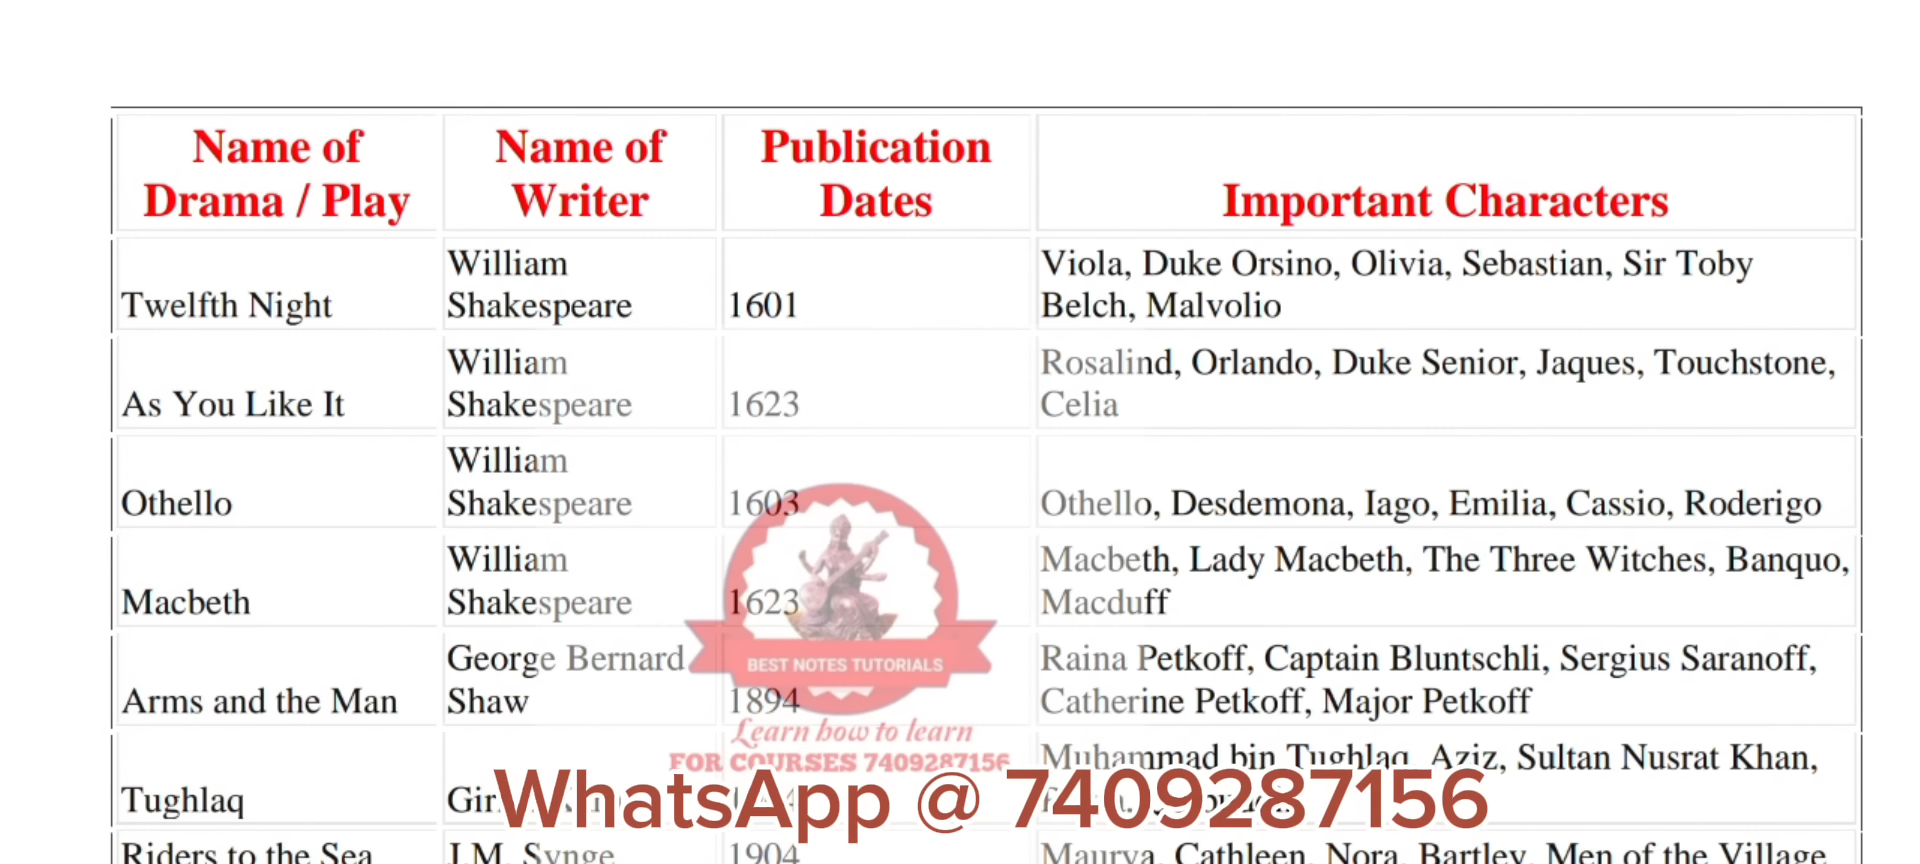 Name of
Drama / Play
Name of
Writer
Publication
Dates
Important Characters
Twelfth Night
William
Shakespeare
1601
Viola, Duke Orsino, Olivia, Sebastian, Sir Toby
Belch, Malvolio
As You Like It
William
Shakespeare
1623
Rosalind, Orlando, Duke Senior, Jaques, Touchstone,
Celia
Othello
William
Shakespeare
1603
Othello, Desdemona, Iago, Emilia, Cassio, Roderigo
Macbeth
William
Shakespeare
1623
Macbeth, Lady Macbeth, The Three Witches, Banquo,
Macduff
Arms and the Man
George Bernard
Shaw
1894
Raina Petkoff, Captain Bluntschli, Sergius Saranoff,
Catherine Petkoff, Major Petkoff
BEST NOTES TUTORIALS
Learn how to learn
FOR COURSES 7409287156
Tughlaq
Muhammad bin Tughlaq, Aziz, Sultan Nusrat Khan,
WhatsApp @ 7409287156
Riders to the Sea
J.M. Synge
1904
Maurya, Cathleen, Nora, Bartley, Men of the Village,